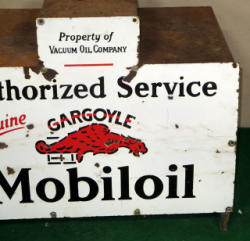 Property of
VACUUM OIL COMPANY
thorized Service
uine
GARGOYLE
Mobiloil